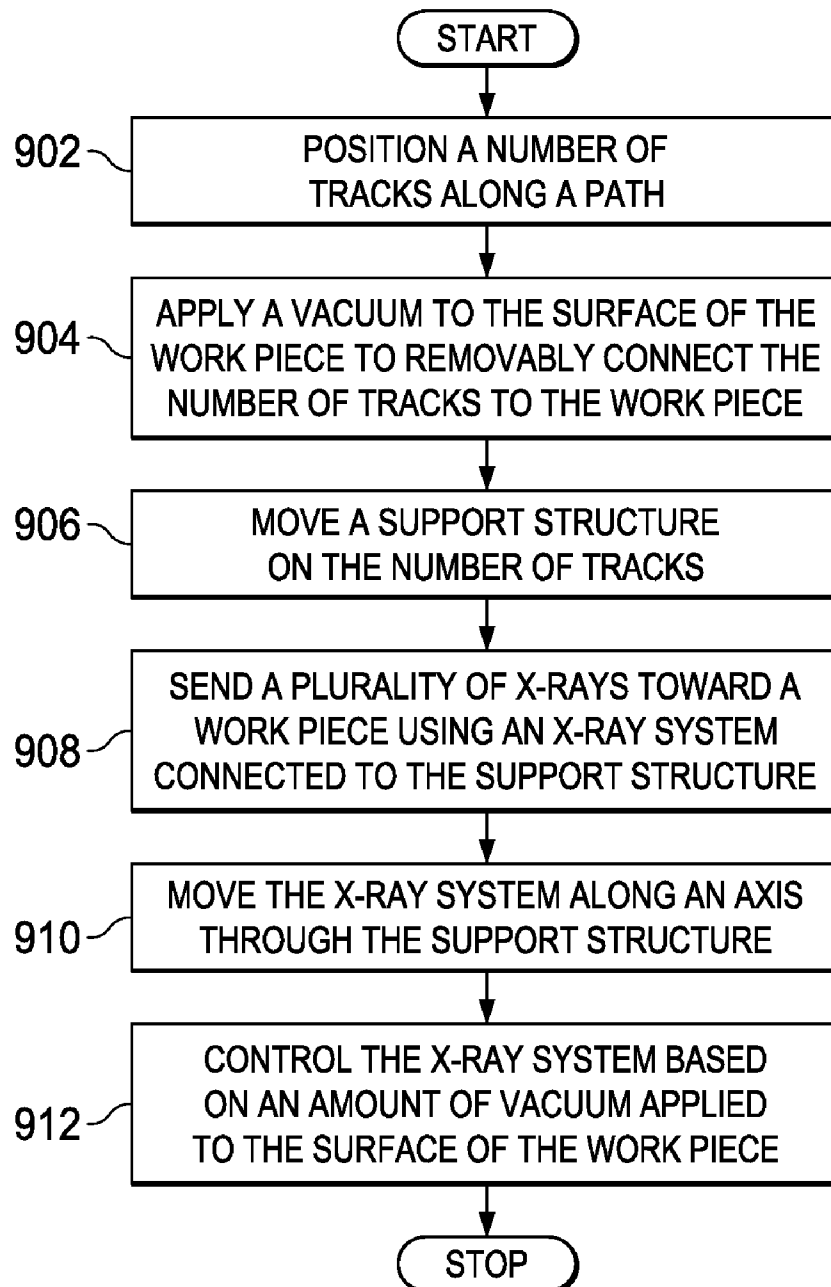 START
902
POSITION A NUMBER OF
TRACKS ALONG A PATH
904
APPLY A VACUUM TO THE SURFACE OF THE
WORK PIECE TO REMOVABLY CONNECT THE
NUMBER OF TRACKS TO THE WORK PIECE
906
MOVE A SUPPORT STRUCTURE
ON THE NUMBER OF TRACKS
908
SEND A PLURALITY OF X-RAYS TOWARD A
WORK PIECE USING AN X-RAY SYSTEM
CONNECTED TO THE SUPPORT STRUCTURE
910
MOVE THE X-RAY SYSTEM ALONG AN AXIS
THROUGH THE SUPPORT STRUCTURE
912
CONTROL THE X-RAY SYSTEM BASED
ON AN AMOUNT OF VACUUM APPLIED
TO THE SURFACE OF THE WORK PIECE
STOP